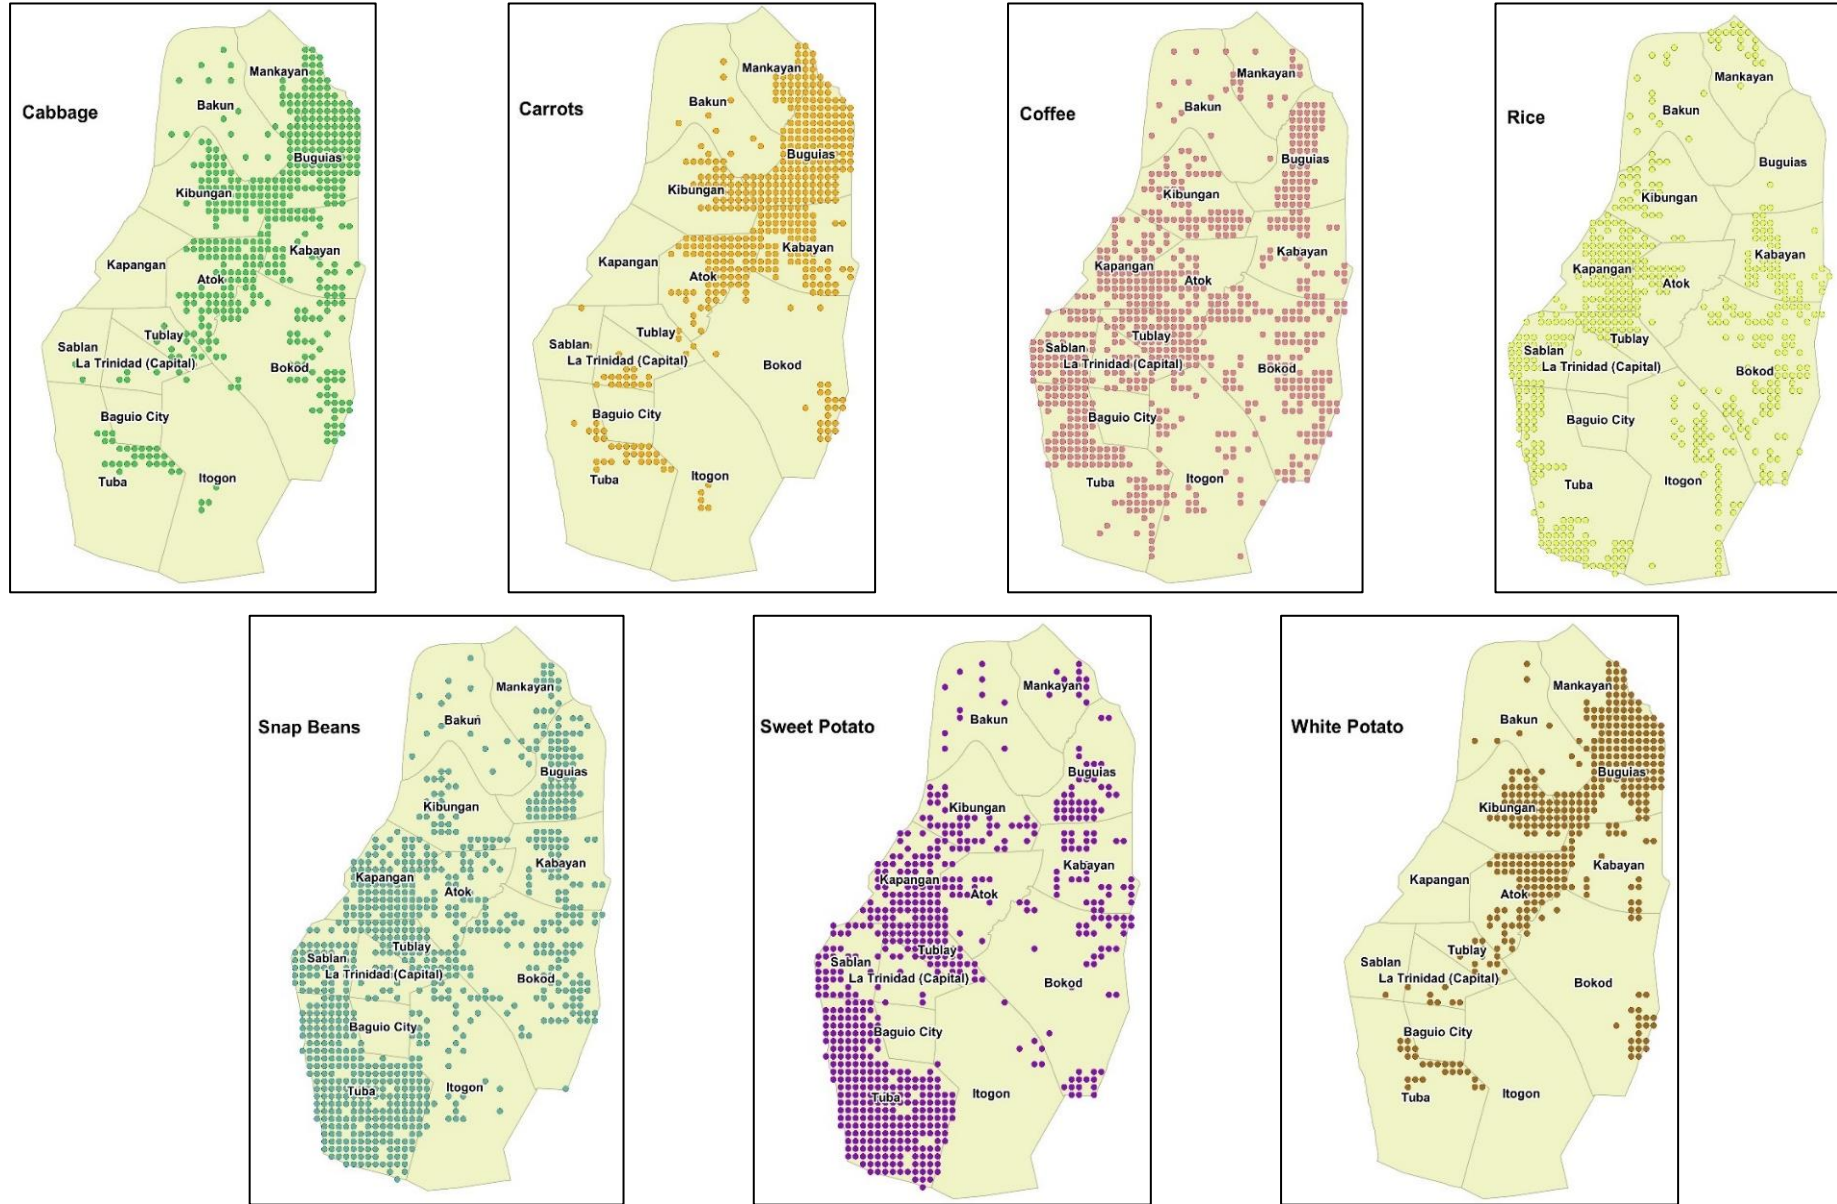 Cabbage
Mankayan
Bakun
Buguias
Kibungan
Kabayan
Kapangan
Atok
Tublay
Sablan
La Trinidad (Capital)
Bokod
Baguio City
Tuba
Itogon
Carrots
Mankayan
Bakun
Buguias
Kibungan
Kabayan
Kapangan
Atok
Tublay
Sablan
La Trinidad (Capital)
Bokod
Baguio City
Tuba
Itogon
Coffee
Mankayan
Bakun
Buguias
Kibungan
Kabayan
Kapangan
Atok
Tublay
Sablan
La Trinidad (Capital)
Bokod
Baguio City
Tuba
Itogon
Rice
Mankayan
Bakun
Buguias
Kibungan
Kabayan
Kapangan
Atok
Tublay
Sablan
La Trinidad (Capital)
Bokod
Baguio City
Tuba
Itogon
Snap Beans
Mankayan
Bakun
Buguias
Kibungan
Kabayan
Kapangan
Atok
Tublay
Sablan
La Trinidad (Capital)
Bokod
Baguio City
Tuba
Itogon
Sweet Potato
Mankayan
Bakun
Buguias
Kibungan
Kabayan
Kapangan
Atok
Tublay
Sablan
La Trinidad (Capital)
Bokod
Baguio City
Tuba
Itogon
White Potato
Mankayan
Bakun
Buguias
Kibungan
Kabayan
Kapangan
Atok
Tublay
Sablan
La Trinidad (Capital)
Bokod
Baguio City
Tuba
Itogon